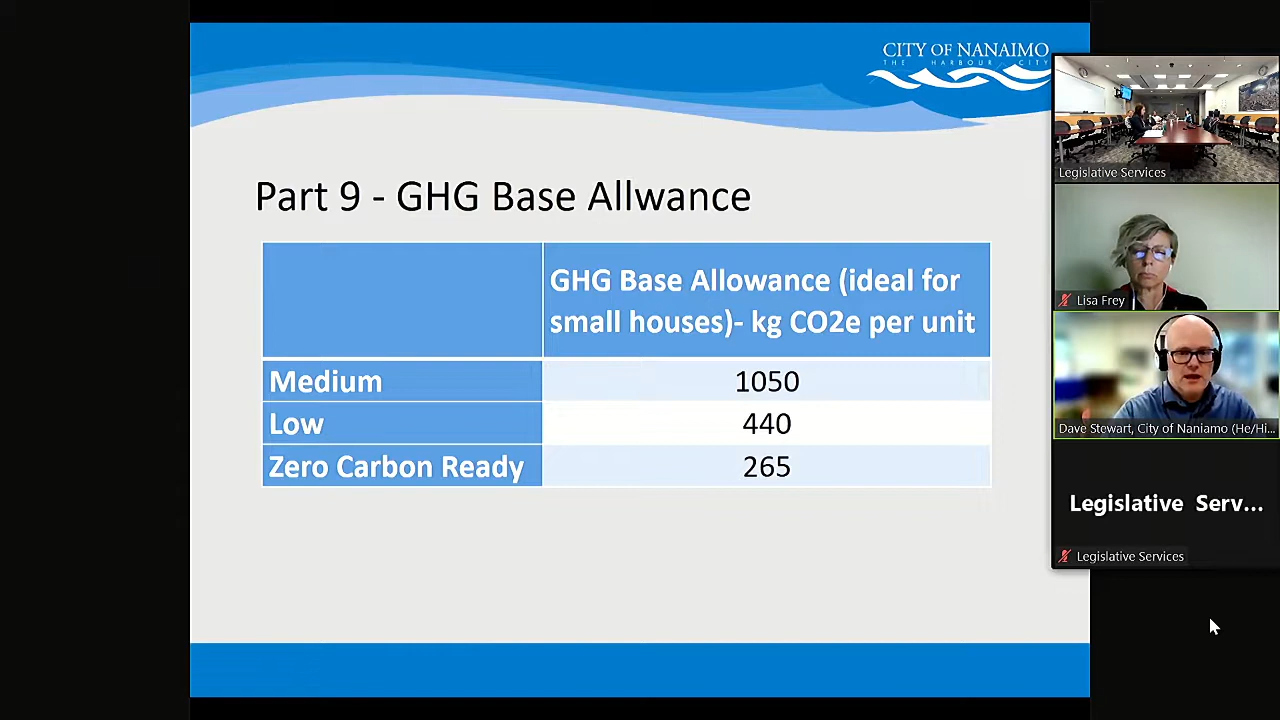 CITY OF NANAIMO
THE HARBOUR CITY
Part 9 - GHG Base Allwance
GHG Base Allowance (ideal for
small houses)- kg CO2e per unit
Medium 1050
Low 440
Zero Carbon Ready 265
Legislative Services
Lisa Frey
Dave Stewart, City of Naniamo (He/Hi...
Legislative Serv...
Legislative Services